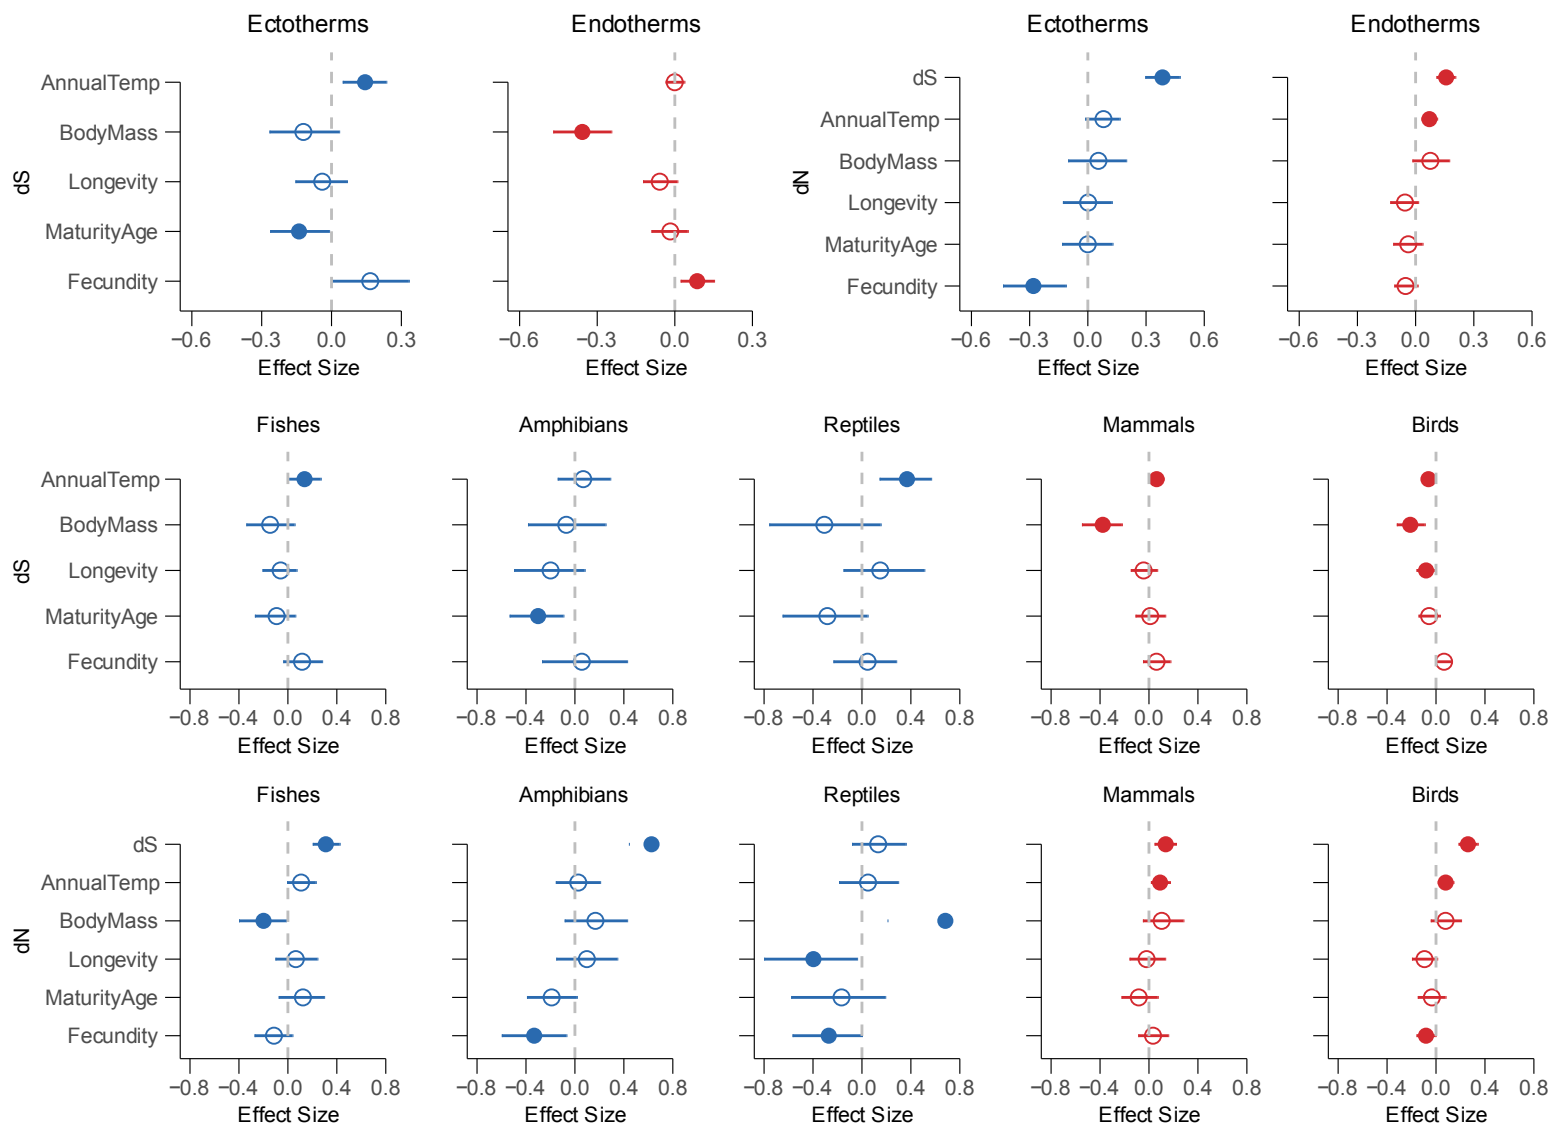 Ectotherms Endotherms Ectotherms Endotherms
AnnualTemp
BodyMass
Longevity
MaturityAge
Fecundity
dS
−0.6 −0.3 0.0 0.3
Effect Size
−0.6 −0.3 0.0 0.3
Effect Size
dS
AnnualTemp
BodyMass
Longevity
MaturityAge
Fecundity
dN
−0.6 −0.3 0.0 0.3 0.6
Effect Size
−0.6 −0.3 0.0 0.3 0.6
Effect Size
Fishes Amphibians Reptiles Mammals Birds
AnnualTemp
BodyMass
Longevity
MaturityAge
Fecundity
dS
−0.8 −0.4 0.0 0.4 0.8
Effect Size
−0.8 −0.4 0.0 0.4 0.8
Effect Size
−0.8 −0.4 0.0 0.4 0.8
Effect Size
−0.8 −0.4 0.0 0.4 0.8
Effect Size
−0.8 −0.4 0.0 0.4 0.8
Effect Size
Fishes Amphibians Reptiles Mammals Birds
dS
AnnualTemp
BodyMass
Longevity
MaturityAge
Fecundity
dN
−0.8 −0.4 0.0 0.4 0.8
Effect Size
−0.8 −0.4 0.0 0.4 0.8
Effect Size
−0.8 −0.4 0.0 0.4 0.8
Effect Size
−0.8 −0.4 0.0 0.4 0.8
Effect Size
−0.8 −0.4 0.0 0.4 0.8
Effect Size